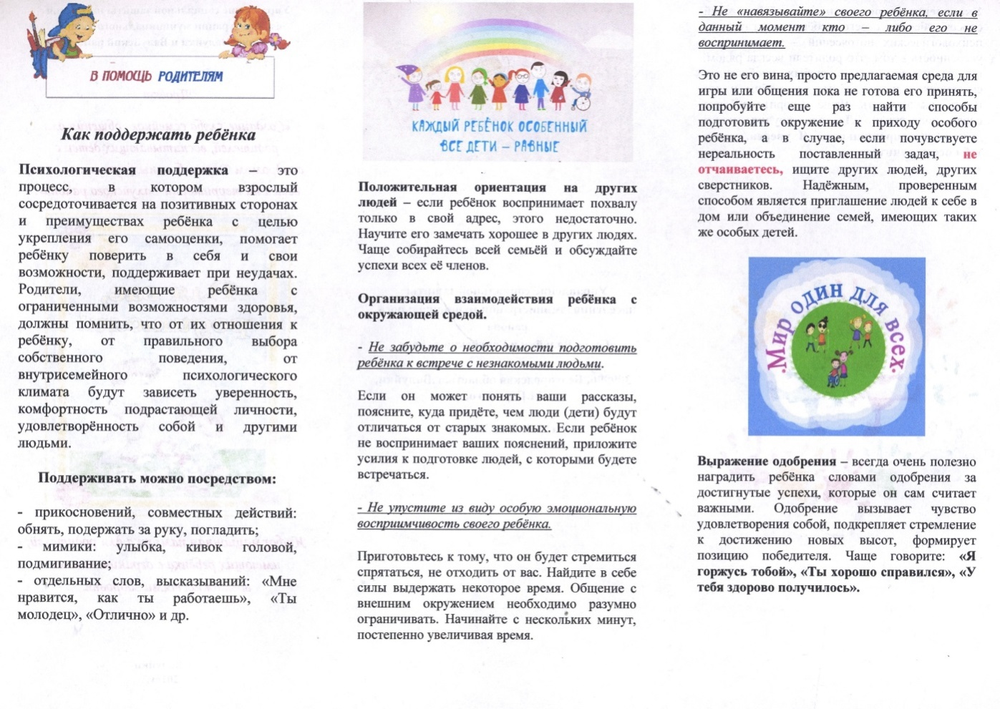 В ПОМОЩЬ РОДИТЕЛЯМ
Как поддержать ребёнка
Психологическая поддержка – это
процесс, в котором взрослый
сосредоточивается на позитивных сторонах
и преимуществах ребёнка с целью
укрепления его самооценки, помогает
ребёнку поверить в себя и свои
возможности, поддерживает при неудачах.
Родители, имеющие ребёнка с
ограниченными возможностями здоровья,
должны помнить, что от их отношения к
ребёнку, от правильного выбора
собственного поведения, от
внутрисемейного психологического
климата будут зависеть уверенность,
комфортность подрастающей личности,
удовлетворённость собой и другими
людьми.
Поддерживать можно посредством:
- прикосновений, совместных действий:
обнять, подержать за руку, погладить;
- мимики: улыбка, кивок головой,
подмигивание;
- отдельных слов, высказываний: «Мне
нравится, как ты работаешь», «Ты
молодец», «Отлично» и др.
КАЖДЫЙ РЕБЁНОК ОСОБЕННЫЙ
ВСЕ ДЕТИ – РАВНЫЕ
Положительная ориентация на других
людей – если ребёнок воспринимает похвалу
только в свой адрес, этого недостаточно.
Научите его замечать хорошее в других людях.
Чаще собирайтесь всей семьёй и обсуждайте
успехи всех её членов.
Организация взаимодействия ребёнка с
окружающей средой.
- Не забудьте о необходимости подготовить
ребёнка к встрече с незнакомыми людьми.
Если он может понять ваши рассказы,
поясните, куда придёте, чем люди (дети) будут
отличаться от старых знакомых. Если ребёнок
не воспринимает ваших пояснений, приложите
усилия к подготовке людей, с которыми будете
встречаться.
- Не упустите из виду особую эмоциональную
восприимчивость своего ребёнка.
Приготовьтесь к тому, что он будет стремиться
спрятаться, не отходить от вас. Найдите в себе
силы выдержать некоторое время. Общение с
внешним окружением необходимо разумно
ограничивать. Начинайте с нескольких минут,
постепенно увеличивая время.
- Не «навязывайте» своего ребёнка, если в
данный момент кто – либо его не
воспринимает.
Это не его вина, просто предлагаемая среда для
игры или общения пока не готова его принять,
попробуйте еще раз найти способы
подготовить окружение к приходу особого
ребёнка, а в случае, если почувствуете
нереальность поставленный задач, не
отчаиваетесь, ищите других людей, других
сверстников. Надёжным, проверенным
способом является приглашение людей к себе в
дом или объединение семей, имеющих таких
же особых детей.
Мир один для всех
Выражение одобрения – всегда очень полезно
наградить ребёнка словами одобрения за
достигнутые успехи, которые он сам считает
важными. Одобрение вызывает чувство
удовлетворения собой, подкрепляет стремление
к достижению новых высот, формирует
позицию победителя. Чаще говорите: «Я
горжусь тобой», «Ты хорошо справился», «У
тебя здорово получилось».